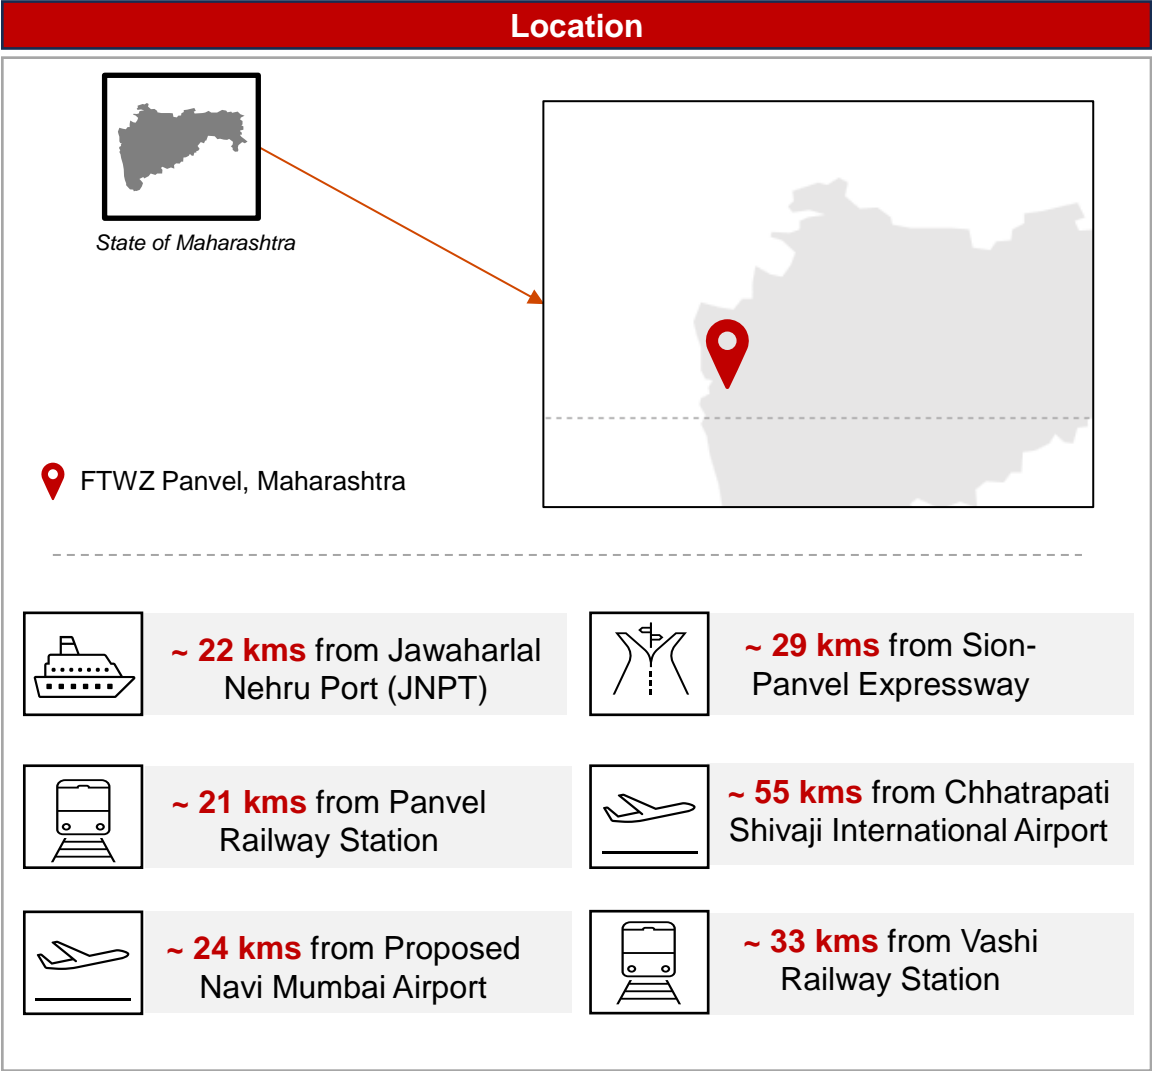 Location
State of Maharashtra
FTWZ Panvel, Maharashtra
~ 22 kms from Jawaharlal
Nehru Port (JNPT)
~ 29 kms from Sion-
Panvel Expressway
~ 21 kms from Panvel
Railway Station
~ 55 kms from Chhatrapati
Shivaji International Airport
~ 24 kms from Proposed
Navi Mumbai Airport
~ 33 kms from Vashi
Railway Station